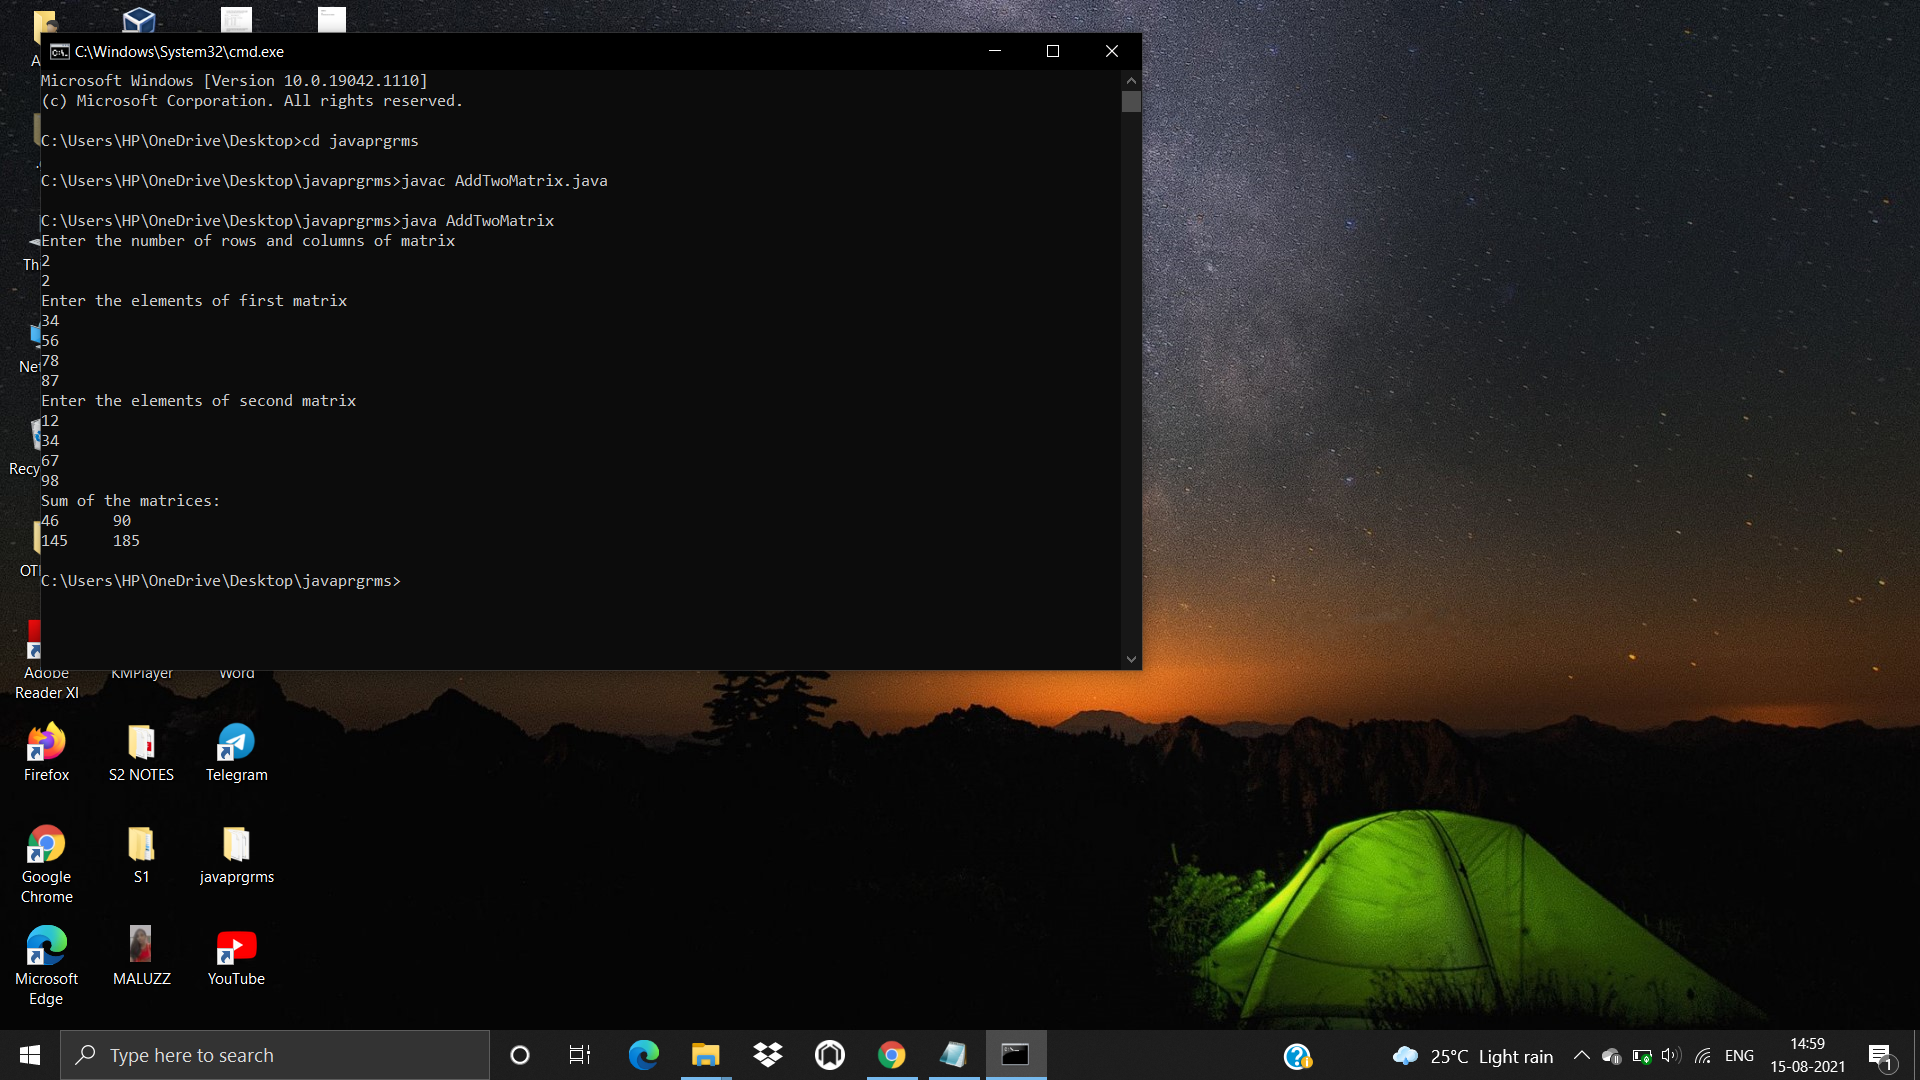 C:\Windows\System32\cmd.exe
Microsoft Windows [Version 10.0.19042.1110]
(c) Microsoft Corporation. All rights reserved.
C:\Users\HP\OneDrive\Desktop>cd javaprgrms
C:\Users\HP\OneDrive\Desktop\javaprgrms>javac AddTwoMatrix.java
C:\Users\HP\OneDrive\Desktop\javaprgrms>java AddTwoMatrix
Enter the number of rows and columns of matrix
2
2
Enter the elements of first matrix
34
56
78
87
Enter the elements of second matrix
12
34
67
98
Sum of the matrices:
46 90
145 185
C:\Users\HP\OneDrive\Desktop\javaprgrms>
Adobe
Reader XI
KMPlayer
Word
Firefox
S2 NOTES
Telegram
Google
Chrome
S1
javaprgrms
Microsoft
Edge
MALUZZ
YouTube
Type here to search
25°C Light rain
ENG
14:59
15-08-2021
1